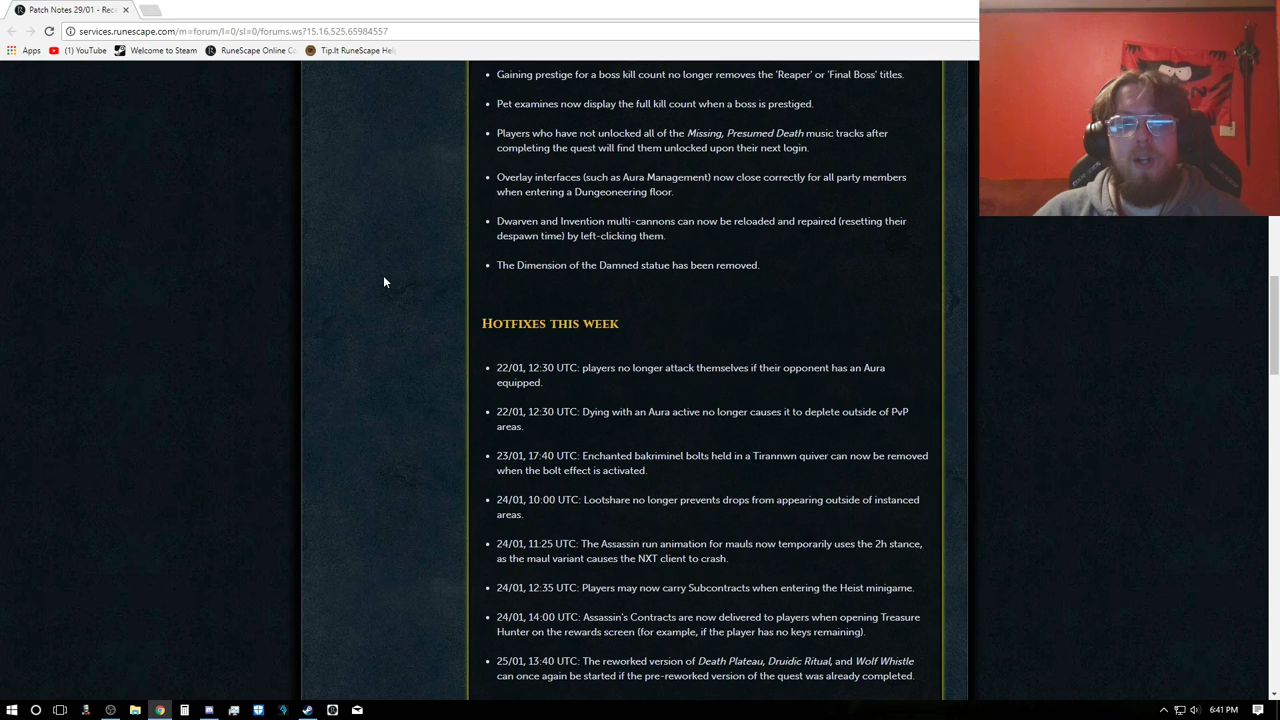 Patch Notes 29/01 - Rec
services.runescape.com/m=forum/l=0/sl=0/forums.ws?15,16,525,65984557
Apps
(1) YouTube
Welcome to Steam
RuneScape Online Co
Tip.It RuneScape Hel
• Gaining prestige for a boss kill count no longer removes the 'Reaper' or 'Final Boss' titles.
• Pet examines now display the full kill count when a boss is prestiged.
• Players who have not unlocked all of the Missing, Presumed Death music tracks after
completing the quest will find them unlocked upon their next login.
• Overlay interfaces (such as Aura Management) now close correctly for all party members
when entering a Dungeoneering floor.
• Dwarven and Invention multi-cannons can now be reloaded and repaired (resetting their
despawn time) by left-clicking them.
• The Dimension of the Damned statue has been removed.
Hotfixes this week
• 22/01, 12:30 UTC: players no longer attack themselves if their opponent has an Aura
equipped.
• 22/01, 12:30 UTC: Dying with an Aura active no longer causes it to deplete outside of PvP
areas.
• 23/01, 17:40 UTC: Enchanted bakriminel bolts held in a Tirannwn quiver can now be removed
when the bolt effect is activated.
• 24/01, 10:00 UTC: Lootshare no longer prevents drops from appearing outside of instanced
areas.
• 24/01, 11:25 UTC: The Assassin run animation for mauls now temporarily uses the 2h stance,
as the maul variant causes the NXT client to crash.
• 24/01, 12:35 UTC: Players may now carry Subcontracts when entering the Heist minigame.
• 24/01, 14:00 UTC: Assassin's Contracts are now delivered to players when opening Treasure
Hunter on the rewards screen (for example, if the player has no keys remaining).
• 25/01, 13:40 UTC: The reworked version of Death Plateau, Druidic Ritual, and Wolf Whistle
can once again be started if the pre-reworked version of the quest was already completed.
6:41 PM